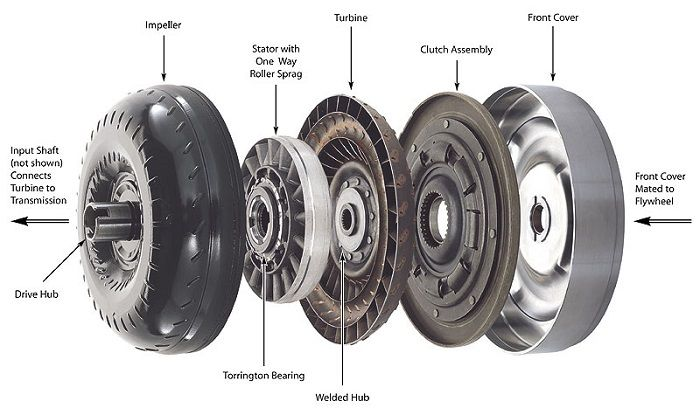 Impeller
Stator with
One Way
Roller Sprag
Turbine
Clutch Assembly
Front Cover
Input Shaft
(not shown)
Connects
Turbine to
Transmission
Front Cover
Mated to
Flywheel
Drive Hub
Torrington Bearing
Welded Hub